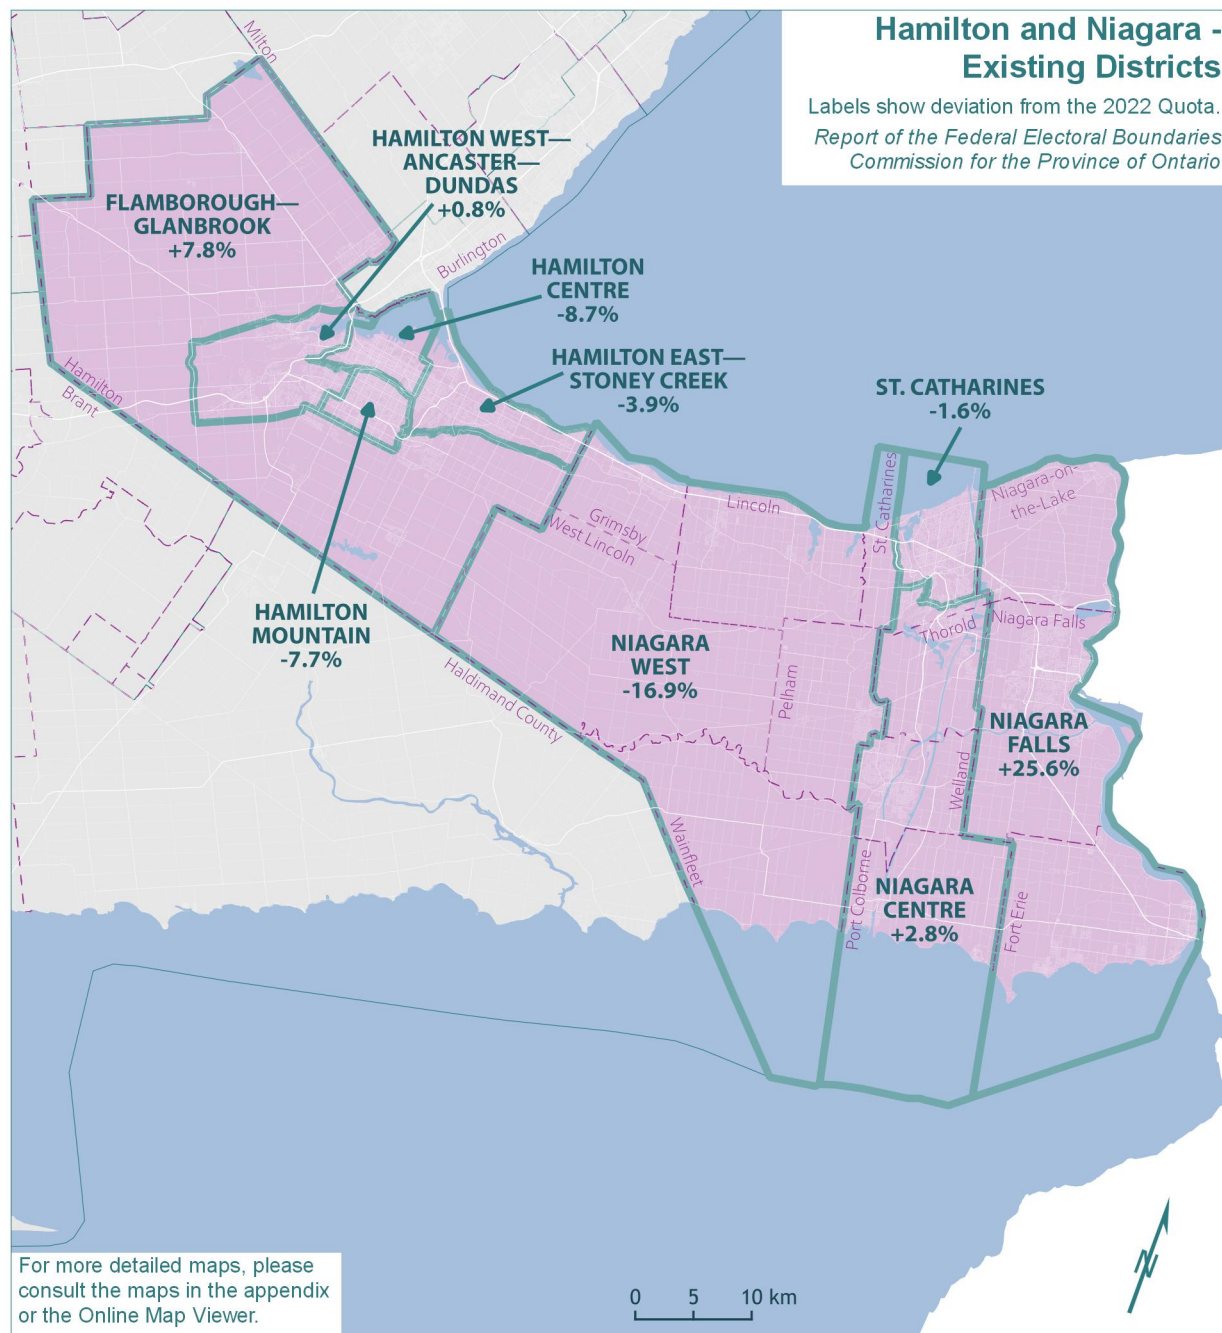 Hamilton and Niagara -
Existing Districts
Labels show deviation from the 2022 Quota.
Report of the Federal Electoral Boundaries
Commission for the Province of Ontario
Milton
HAMILTON WEST—
ANCASTER—
DUNDAS
+0.8%
FLAMBOROUGH—
GLANBROOK
+7.8%
Burlington
HAMILTON
CENTRE
-8.7%
HAMILTON EAST—
STONEY CREEK
-3.9%
Hamilton
Brant
ST. CATHARINES
-1.6%
St. Catharines
Niagara-on-
the-Lake
Lincoln
Grimsby
West Lincoln
HAMILTON
MOUNTAIN
-7.7%
Thorold
Niagara Falls
NIAGARA
WEST
-16.9%
Pelham
Haldimand County
NIAGARA
FALLS
+25.6%
Welland
Wainfleet
Port Colborne
NIAGARA
CENTRE
+2.8%
Fort Erie
For more detailed maps, please
consult the maps in the appendix
or the Online Map Viewer.
0 5 10 km
N